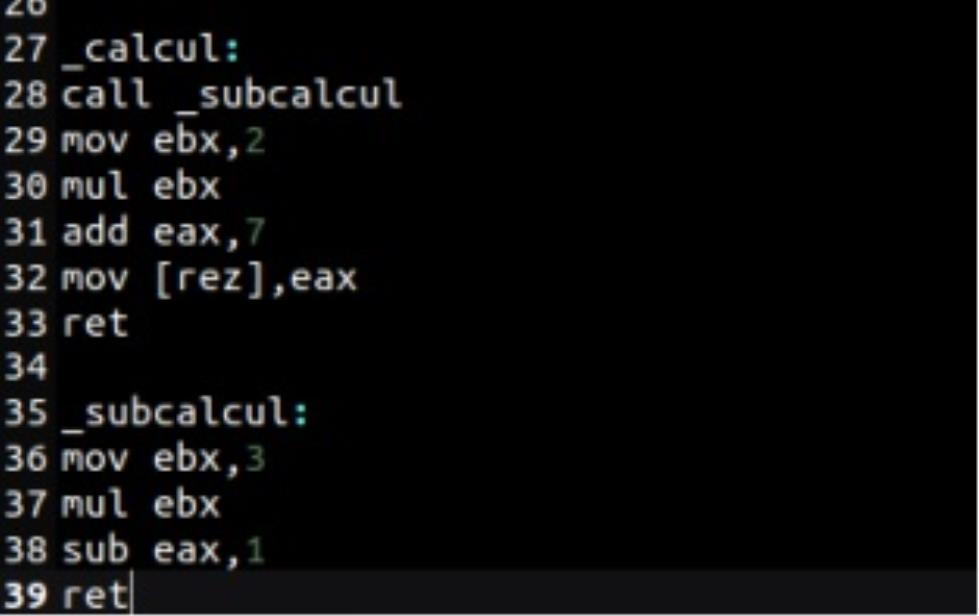 26
27 _calcul:
28 call _subcalcul
29 mov ebx,2
30 mul ebx
31 add eax,7
32 mov [rez],eax
33 ret
34
35 _subcalcul:
36 mov ebx,3
37 mul ebx
38 sub eax,1
39 ret